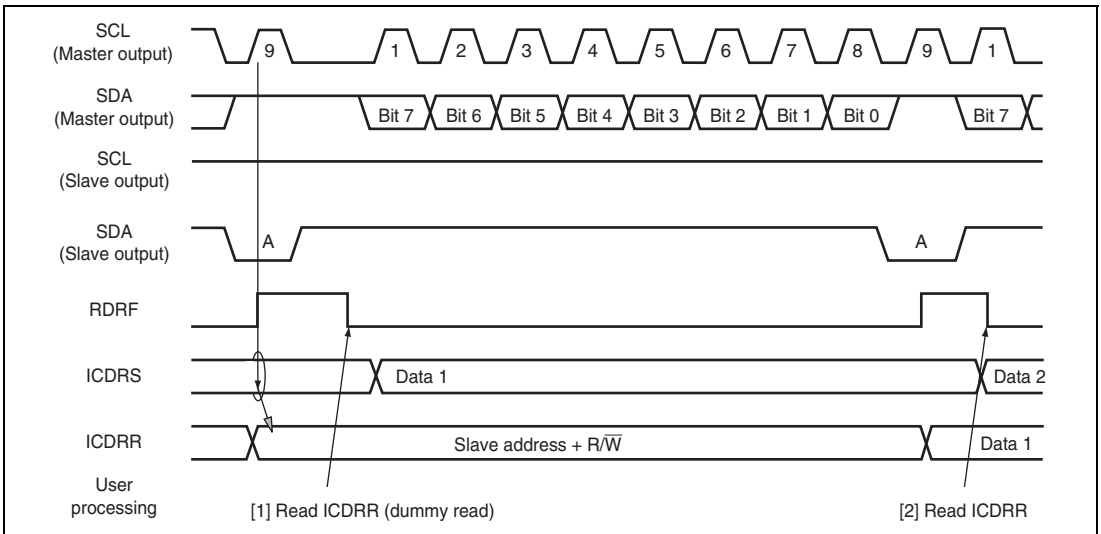 SCL
(Master output)
9 1 2 3 4 5 6 7 8 9 1
SDA
(Master output)
Bit 7 Bit 6 Bit 5 Bit 4 Bit 3 Bit 2 Bit 1 Bit 0 Bit 7
SCL
(Slave output)
SDA
(Slave output)
A A
RDRF
ICDRS
Data 1 Data 2
ICDRR
Slave address + R/W̅ Data 1
User
processing
[1] Read ICDRR (dummy read) [2] Read ICDRR